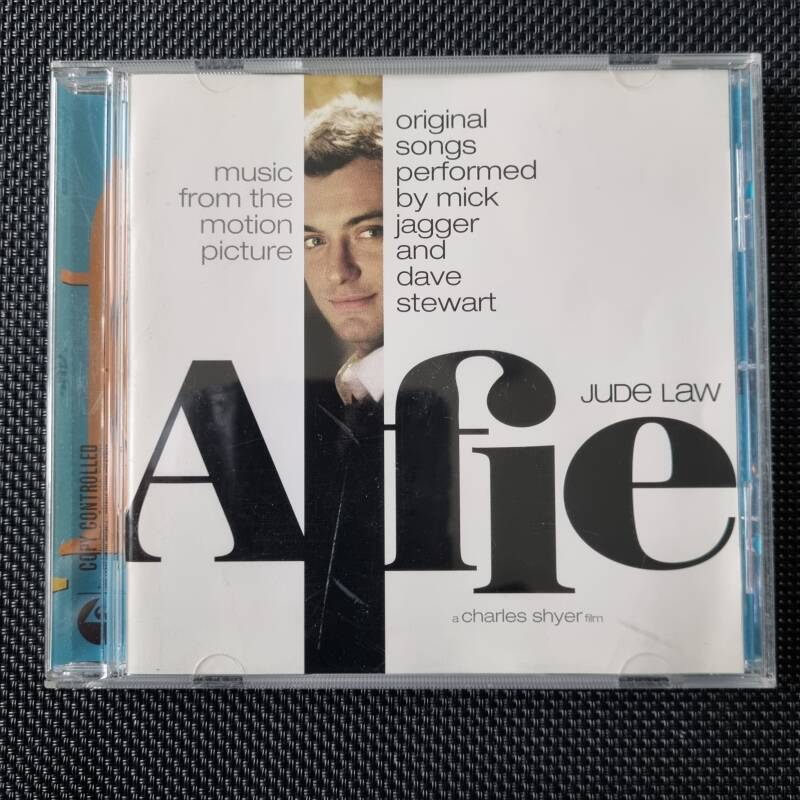 music
from the
motion
picture
original
songs
performed
by mick
jagger
and
dave
stewart
JUDE LAW
Alfie
a charles shyer film
COPY CONTROLLED